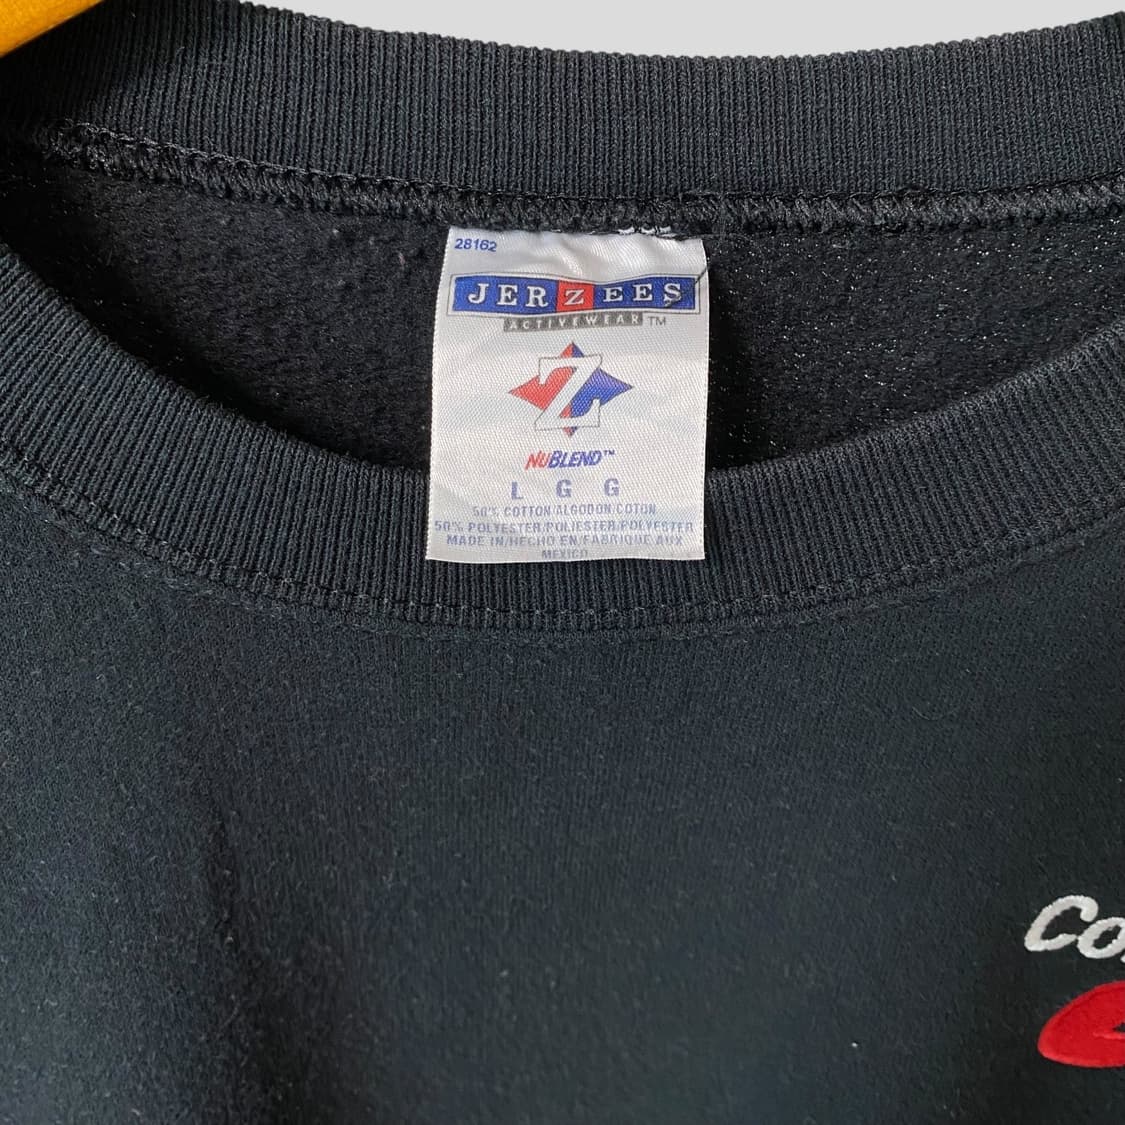 28162
JERZEES
ACTIVEWEAR™
Z
NUBLEND™
L G G
50% COTTON/ALGODON/COTON
50% POLYESTER/POLIESTER/POLYESTER
MADE IN/HECHO EN/FABRIQUE AUX
MEXICO